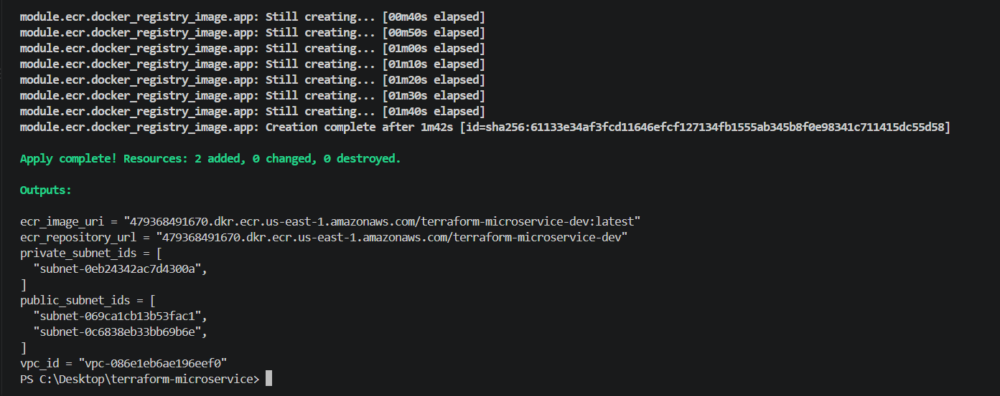 module.ecr.docker_registry_image.app: Still creating... [00m40s elapsed]
module.ecr.docker_registry_image.app: Still creating... [00m50s elapsed]
module.ecr.docker_registry_image.app: Still creating... [01m00s elapsed]
module.ecr.docker_registry_image.app: Still creating... [01m10s elapsed]
module.ecr.docker_registry_image.app: Still creating... [01m20s elapsed]
module.ecr.docker_registry_image.app: Still creating... [01m30s elapsed]
module.ecr.docker_registry_image.app: Still creating... [01m40s elapsed]
module.ecr.docker_registry_image.app: Creation complete after 1m42s [id=sha256:61133e34af3fcd11646efcf127134fb1555ab345b8f0e98341c711415dc55d58]
Apply complete! Resources: 2 added, 0 changed, 0 destroyed.
Outputs:
ecr_image_uri = "479368491670.dkr.ecr.us-east-1.amazonaws.com/terraform-microservice-dev:latest"
ecr_repository_url = "479368491670.dkr.ecr.us-east-1.amazonaws.com/terraform-microservice-dev"
private_subnet_ids = [
  "subnet-0eb24342ac7d4300a",
]
public_subnet_ids = [
  "subnet-069ca1cb13b53fac1",
  "subnet-0c6838eb33bb69b6e",
]
vpc_id = "vpc-086e1eb6ae196eef0"
PS C:\Desktop\terraform-microservice>